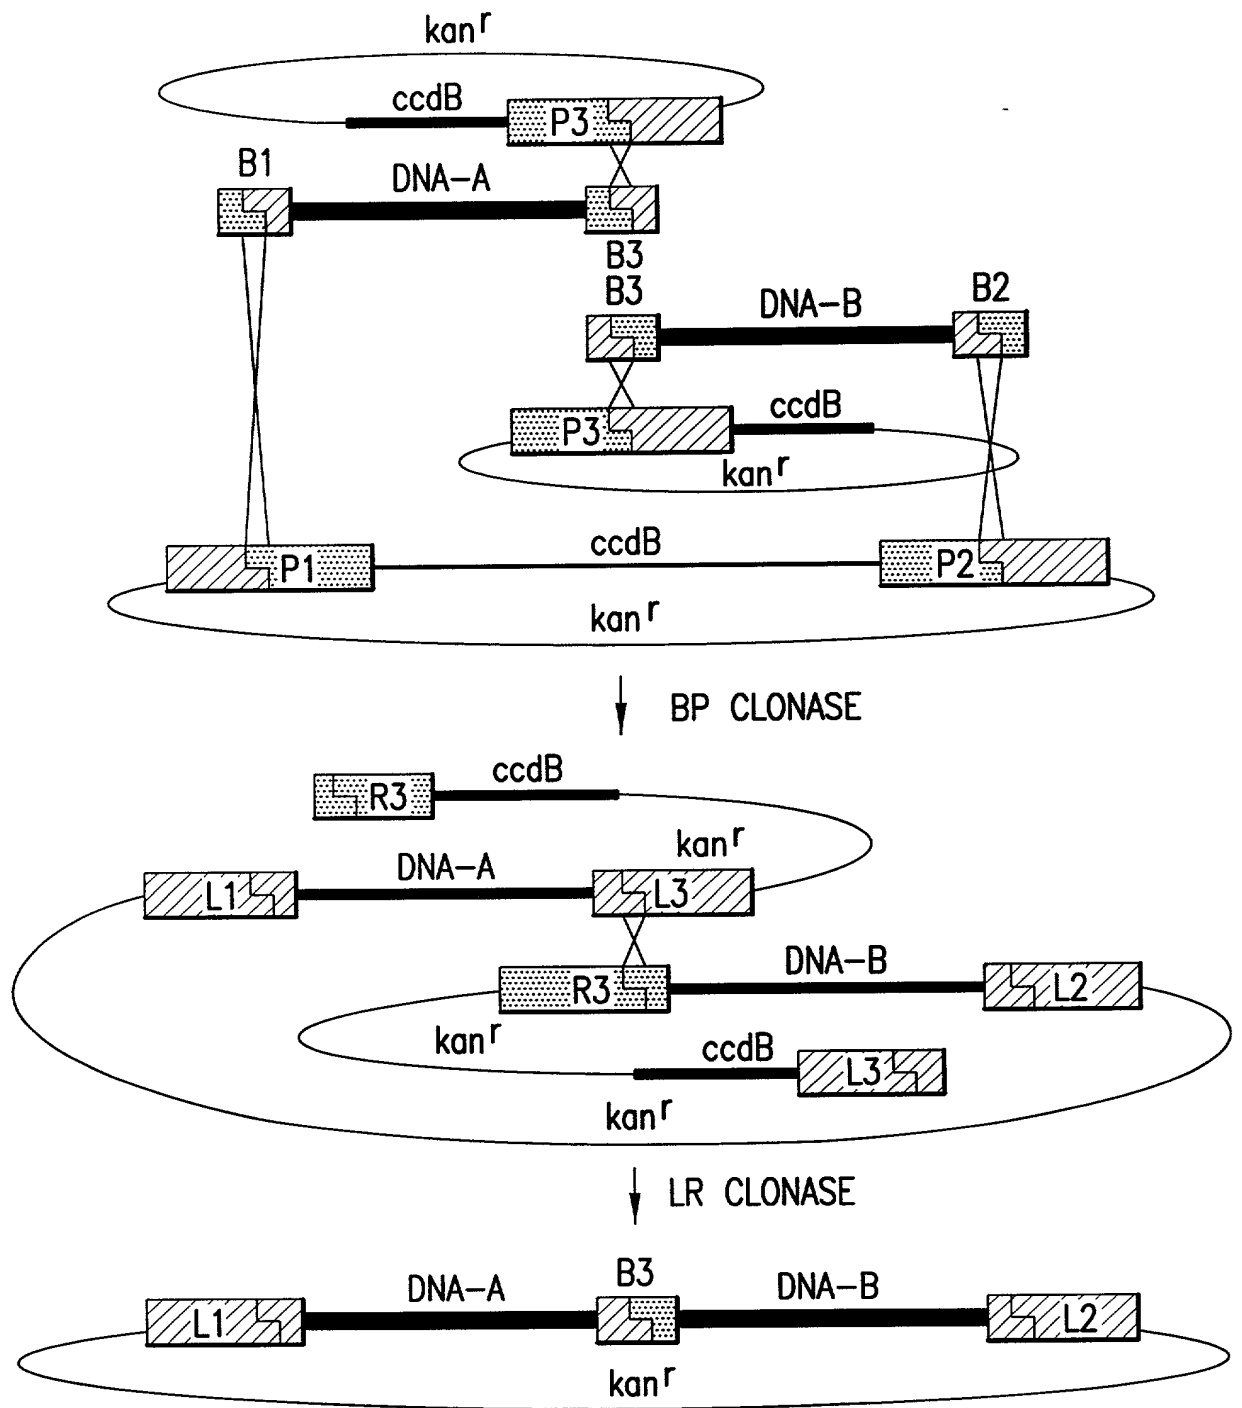 kanʳ
ccdB
P3
B1
DNA-A
B3
B3
DNA-B
B2
P3
ccdB
kanʳ
ccdB
P1
P2
kanʳ
BP CLONASE
ccdB
R3
kanʳ
DNA-A
L1
L3
DNA-B
R3
L2
kanʳ
ccdB
L3
kanʳ
LR CLONASE
B3
DNA-A
DNA-B
L1
L2
kanʳ